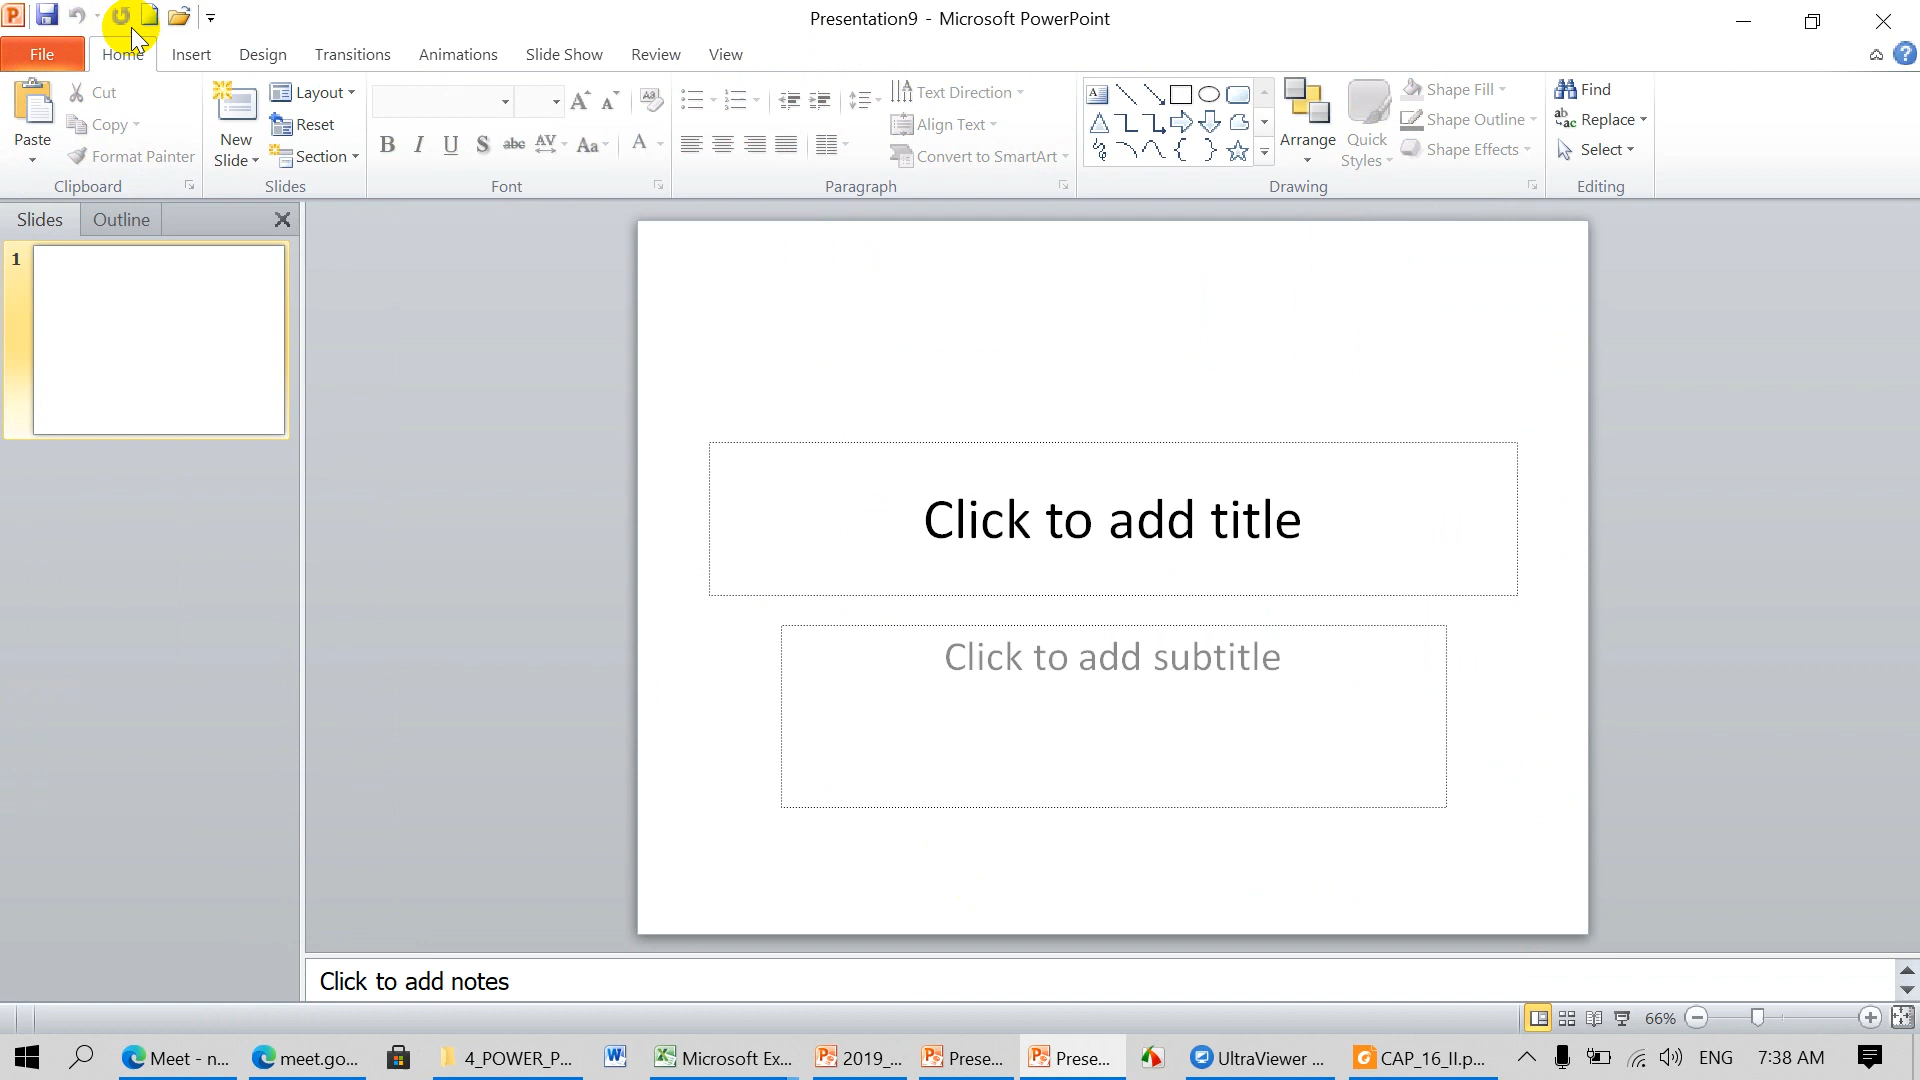 Presentation9 - Microsoft PowerPoint
File Home Insert Design Transitions Animations Slide Show Review View
Paste
Cut
Copy
Format Painter
Clipboard
New
Slide
Layout
Reset
Section
Slides
B I U S abc AV Aa A
Font
Text Direction
Align Text
Convert to SmartArt
Paragraph
Arrange
Quick
Styles
Shape Fill
Shape Outline
Shape Effects
Drawing
Find
Replace
Select
Editing
Slides Outline
1
Click to add title
Click to add subtitle
Click to add notes
66%
Meet - n... meet.go... 4_POWER_P... Microsoft Ex... 2019_... Prese... Prese... UltraViewer ... CAP_16_II.p... ENG 7:38 AM